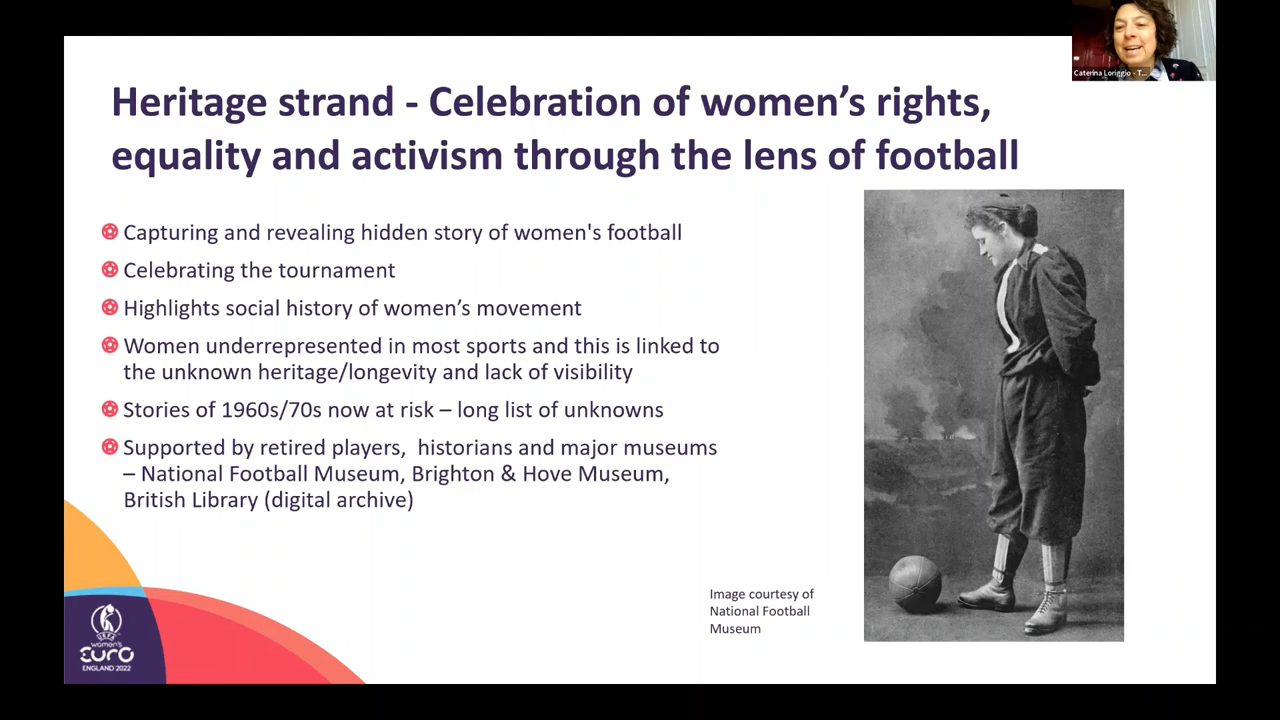 Caterina Loriggio - T...
Heritage strand - Celebration of women’s rights,
equality and activism through the lens of football
Capturing and revealing hidden story of women's football
Celebrating the tournament
Highlights social history of women’s movement
Women underrepresented in most sports and this is linked to
the unknown heritage/longevity and lack of visibility
Stories of 1960s/70s now at risk – long list of unknowns
Supported by retired players,  historians and major museums
– National Football Museum, Brighton & Hove Museum,
British Library (digital archive)
Image courtesy of
National Football
Museum
UEFA
women's
EURO
ENGLAND 2022